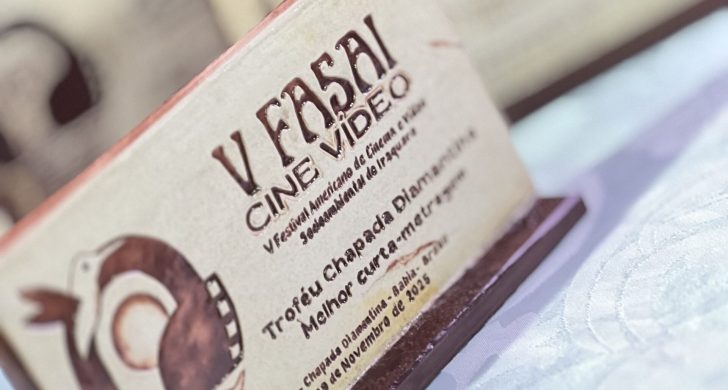 V FASAI
CINE VÍDEO
V Festival Americano de Cinema e Vídeo
Socioambiental de Iraquara
Troféu Chapada Diamantina
Melhor curta-metragem
Chapada Diamantina - Bahia - Brasil
de Novembro de 2025